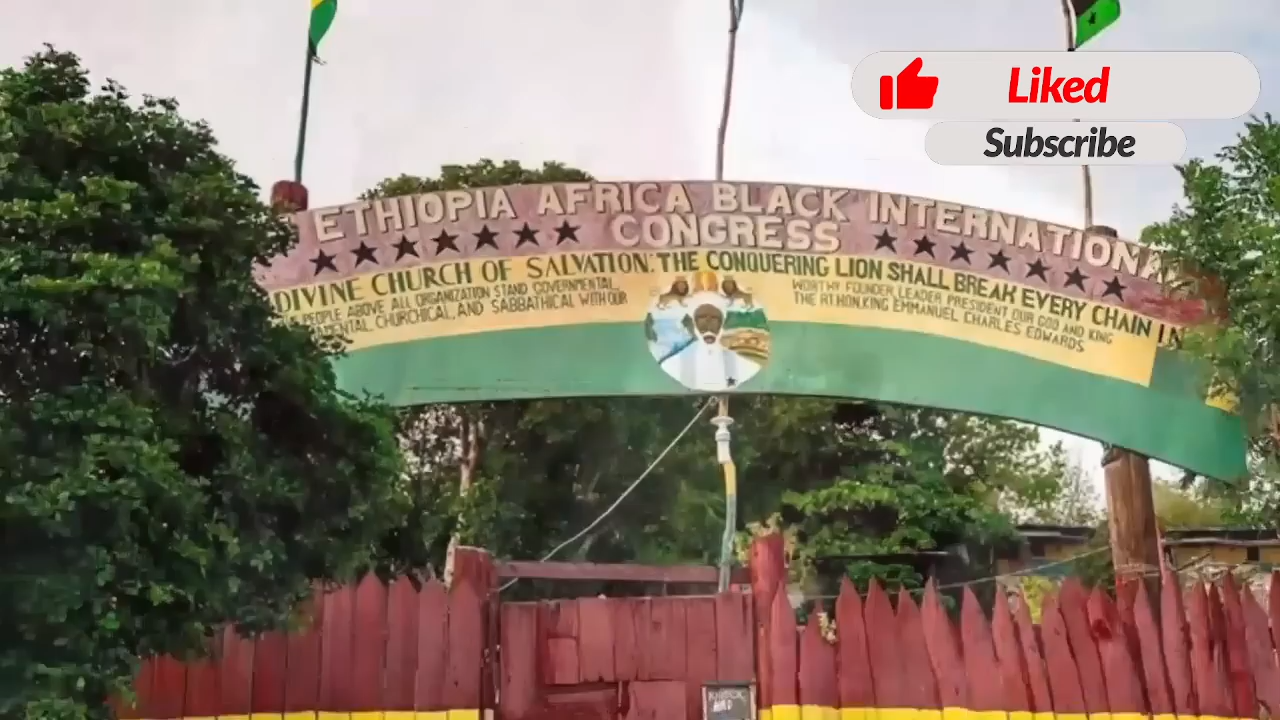 Liked
Subscribe
ETHIOPIA AFRICA BLACK INTERNATIONAL
CONGRESS
DIVINE CHURCH OF SALVATION: THE CONQUERING LION SHALL BREAK EVERY CHAIN IN
PEOPLE ABOVE ALL ORGANIZATION STAND GOVERNMENTAL,
CHURCHICAL, AND SABBATHICAL WITH OUR
WORTHY FOUNDER, LEADER PRESIDENT OUR GOD AND KING
THE RT.HON.KING EMMANUEL CHARLES EDWARDS